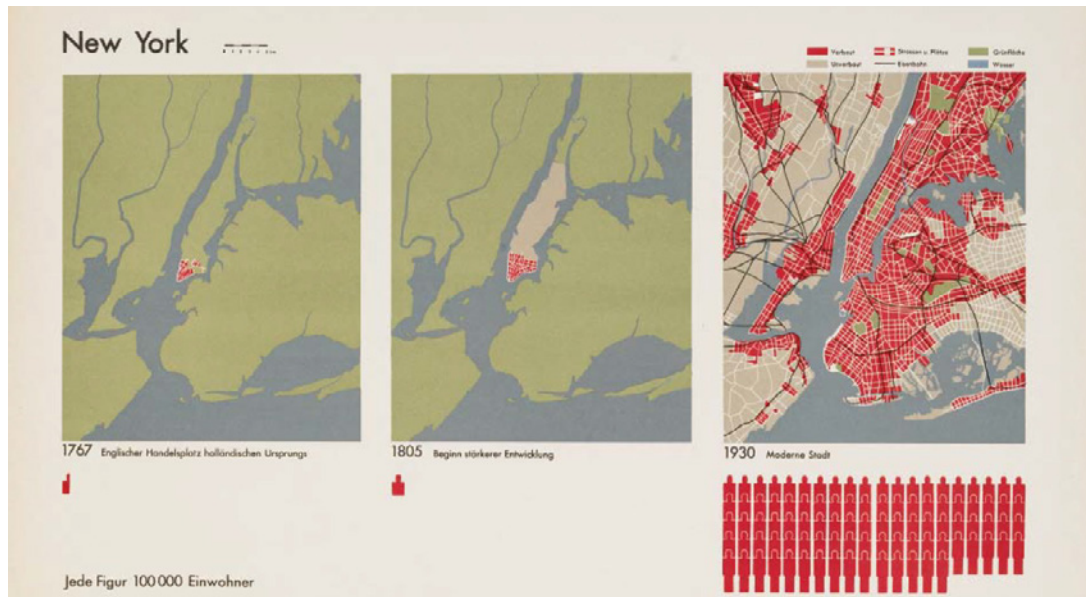 New York
Verbaut
Strassen u. Plätze
Grünfläche
Unverbaut
Eisenbahn
Wasser
1767 Englischer Handelsplatz holländischen Ursprungs
1805 Beginn stärkerer Entwicklung
1930 Moderne Stadt
Jede Figur 100 000 Einwohner